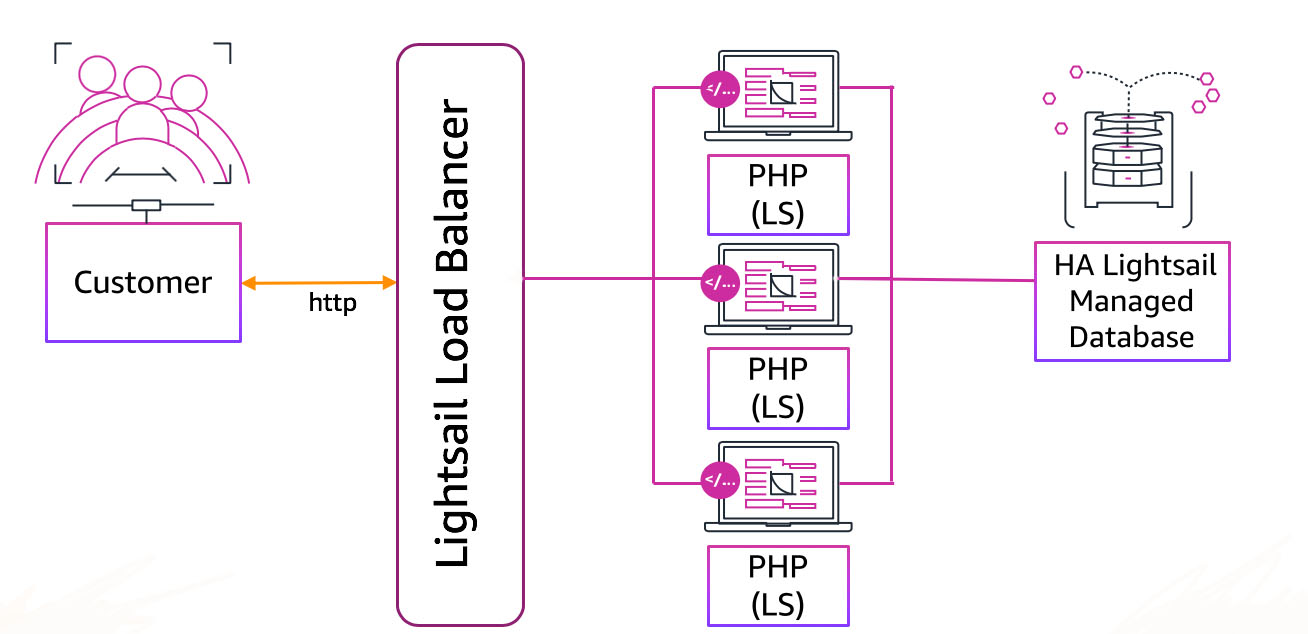 Customer
http
Lightsail Load Balancer
</...
PHP
(LS)
</...
PHP
(LS)
</...
PHP
(LS)
HA Lightsail
Managed
Database